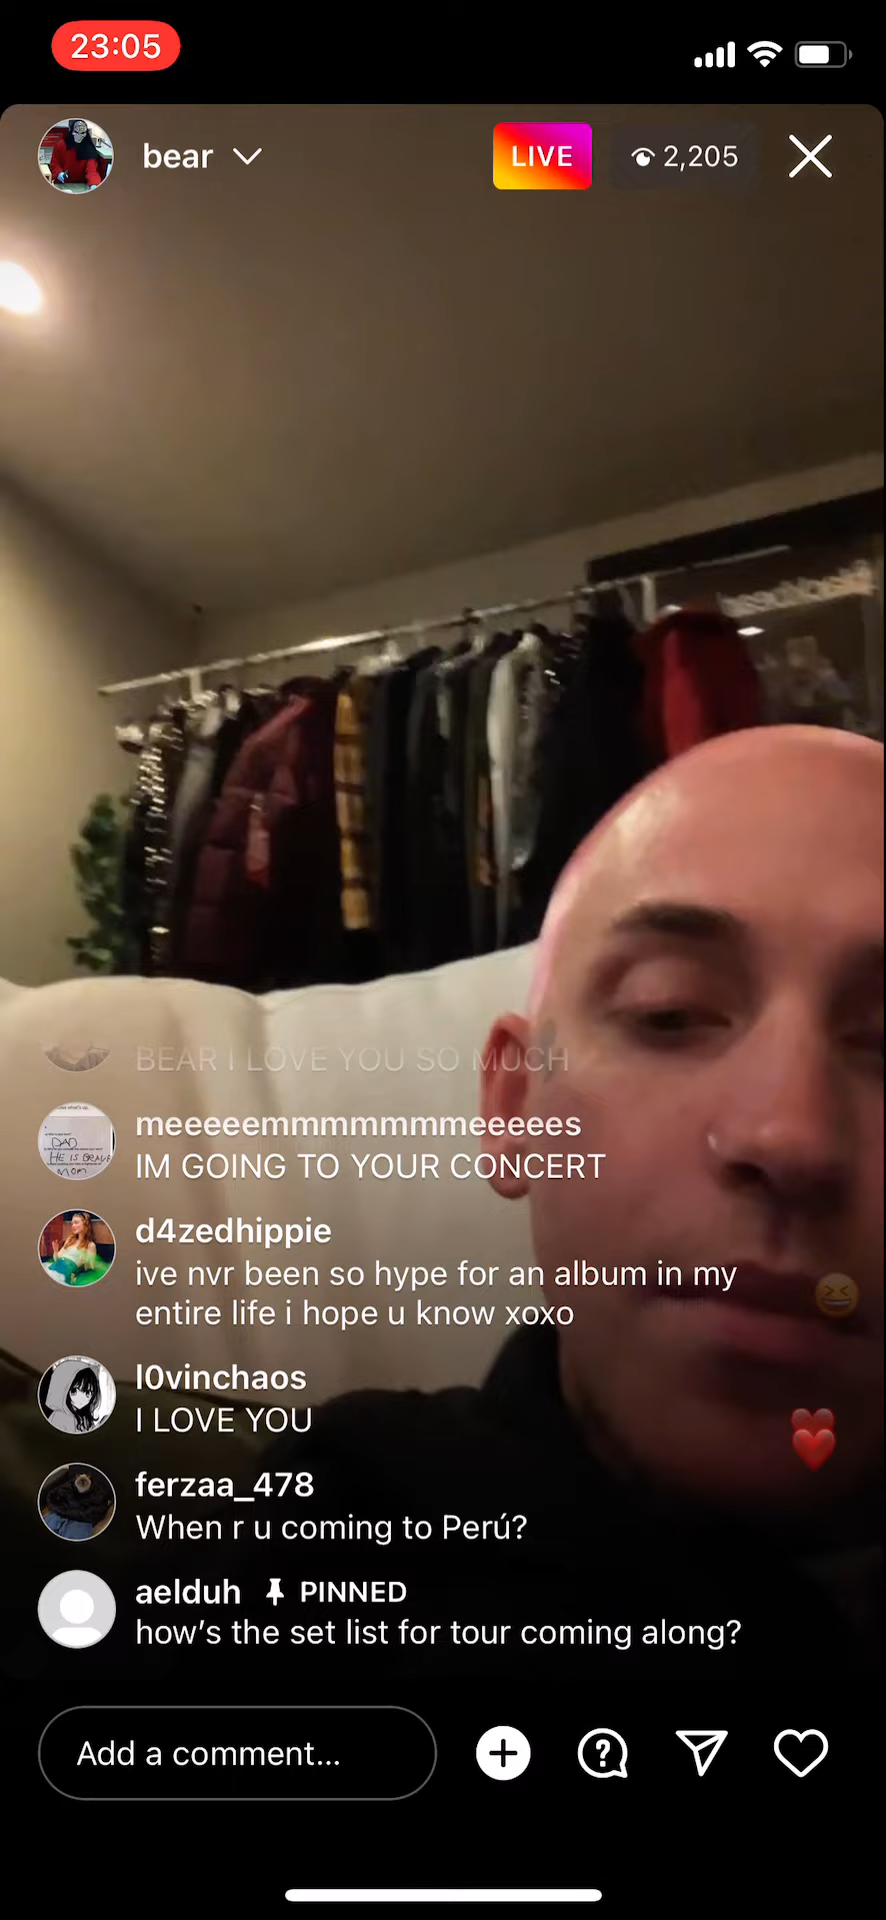 23:05
bear
LIVE
2,205
BEAR I LOVE YOU SO MUCH
meeeeemmmmmmmeeeees
IM GOING TO YOUR CONCERT
d4zedhippie
ive nvr been so hype for an album in my
entire life i hope u know xoxo
l0vinchaos
I LOVE YOU
ferzaa_478
When r u coming to Perú?
aelduh PINNED
how's the set list for tour coming along?
Add a comment...